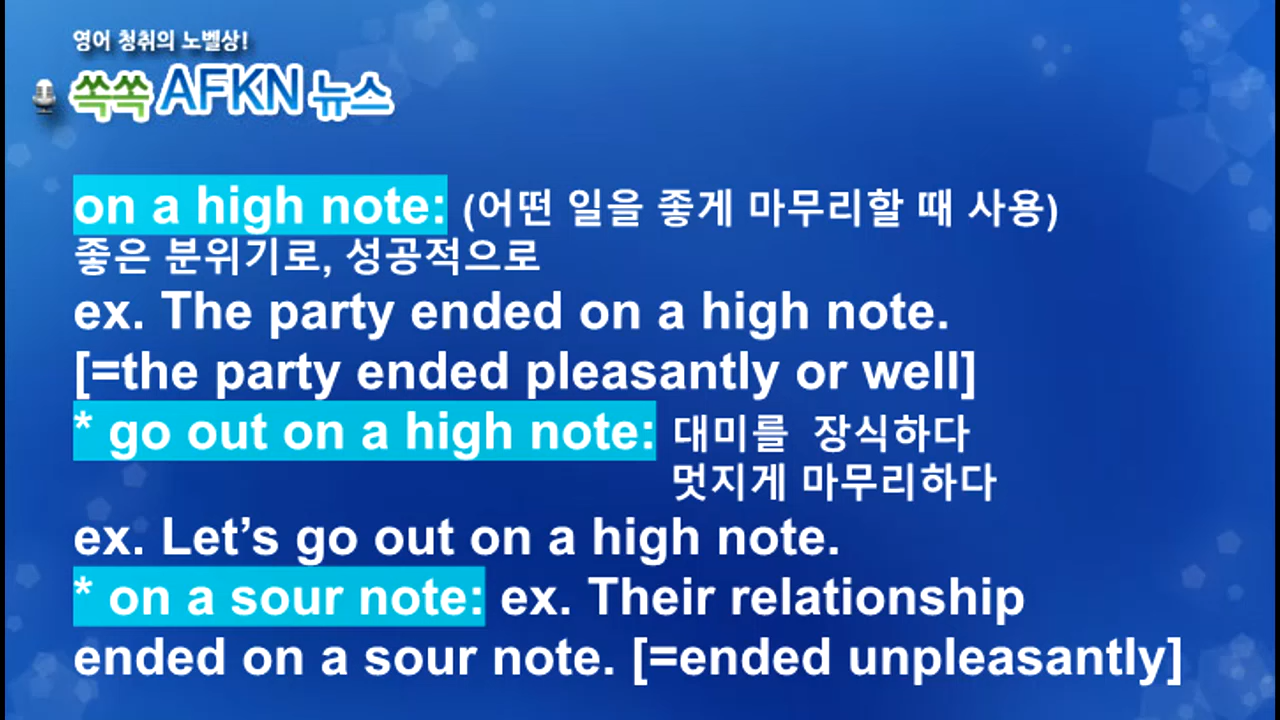 영어 청취의 노벨상!
쏙쏙 AFKN 뉴스
on a high note: (어떤 일을 좋게 마무리할 때 사용)
좋은 분위기로, 성공적으로
ex. The party ended on a high note.
[=the party ended pleasantly or well]
* go out on a high note: 대미를 장식하다
멋지게 마무리하다
ex. Let’s go out on a high note.
* on a sour note: ex. Their relationship
ended on a sour note. [=ended unpleasantly]